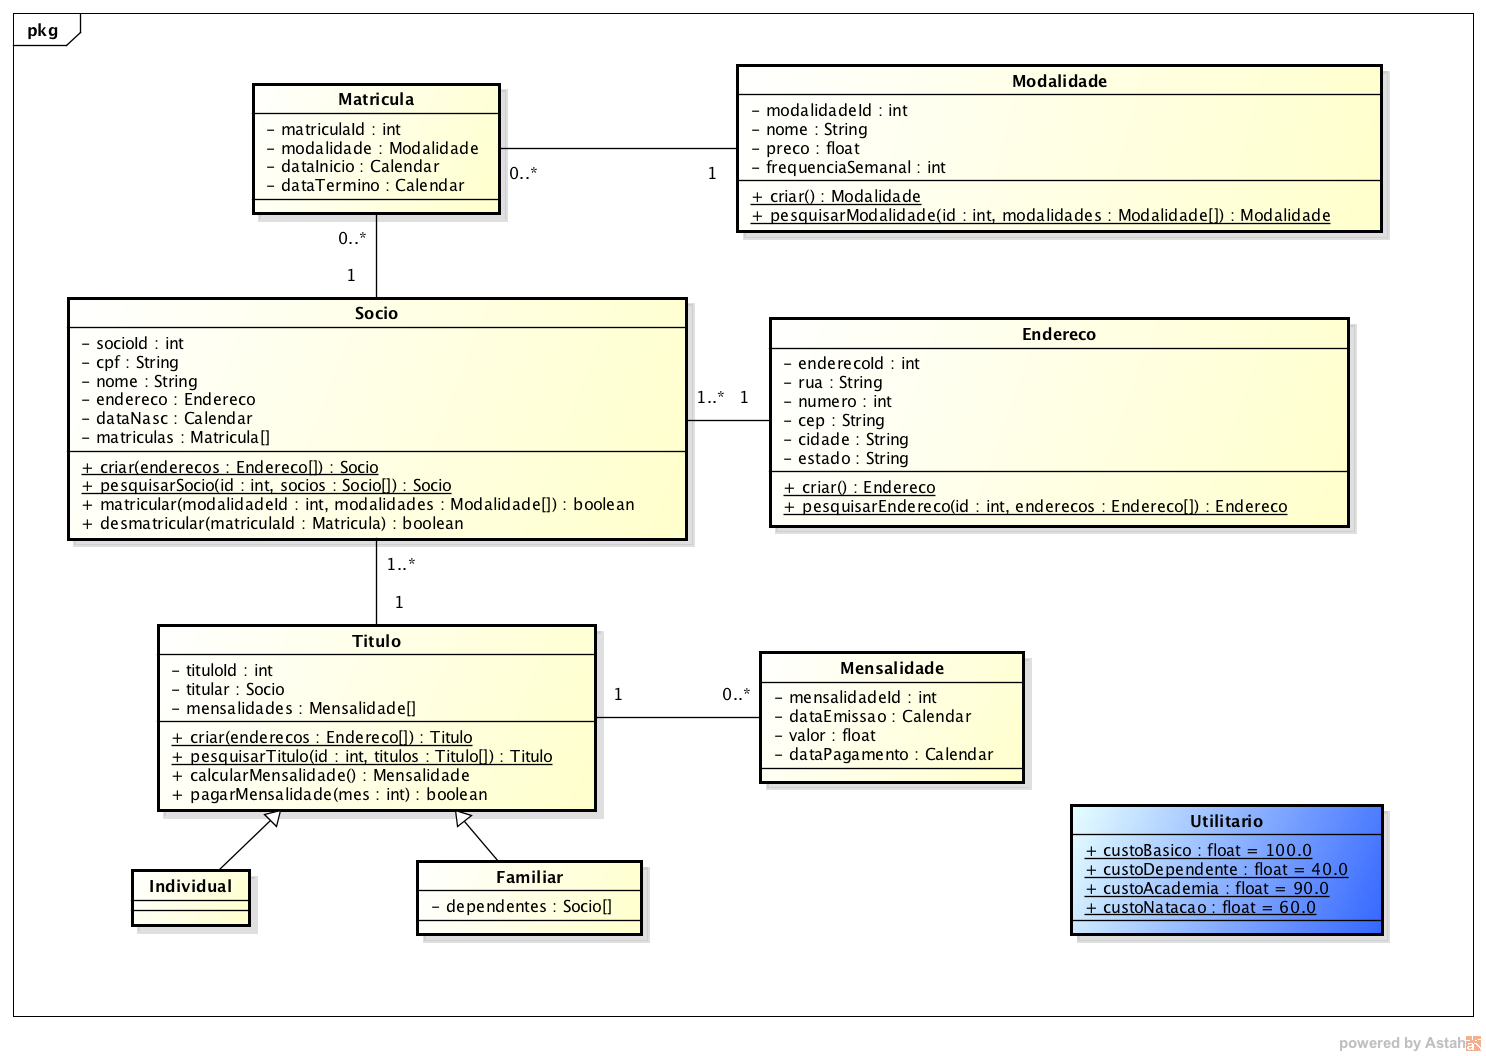 pkg
Matricula
- matriculaId : int
- modalidade : Modalidade
- dataInicio : Calendar
- dataTermino : Calendar
Modalidade
- modalidadeId : int
- nome : String
- preco : float
- frequenciaSemanal : int
+ criar() : Modalidade
+ pesquisarModalidade(id : int, modalidades : Modalidade[]) : Modalidade
0..*
1
0..*
1
Socio
- socioId : int
- cpf : String
- nome : String
- endereco : Endereco
- dataNasc : Calendar
- matriculas : Matricula[]
+ criar(enderecos : Endereco[]) : Socio
+ pesquisarSocio(id : int, socios : Socio[]) : Socio
+ matricular(modalidadeId : int, modalidades : Modalidade[]) : boolean
+ desmatricular(matriculaId : Matricula) : boolean
1..*
1
Endereco
- enderecoId : int
- rua : String
- numero : int
- cep : String
- cidade : String
- estado : String
+ criar() : Endereco
+ pesquisarEndereco(id : int, enderecos : Endereco[]) : Endereco
1..*
1
Titulo
- tituloId : int
- titular : Socio
- mensalidades : Mensalidade[]
+ criar(enderecos : Endereco[]) : Titulo
+ pesquisarTitulo(id : int, titulos : Titulo[]) : Titulo
+ calcularMensalidade() : Mensalidade
+ pagarMensalidade(mes : int) : boolean
1
0..*
Mensalidade
- mensalidadeId : int
- dataEmissao : Calendar
- valor : float
- dataPagamento : Calendar
Individual
Familiar
- dependentes : Socio[]
Utilitario
+ custoBasico : float = 100.0
+ custoDependente : float = 40.0
+ custoAcademia : float = 90.0
+ custoNatacao : float = 60.0
powered by Astah